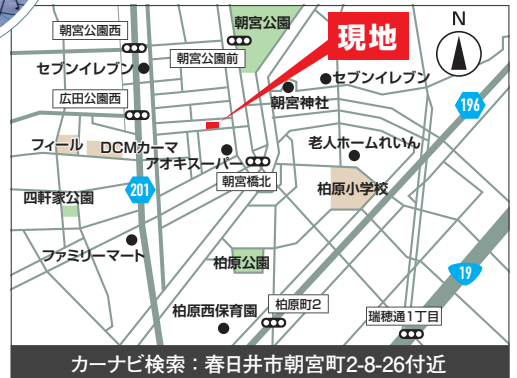 朝宮公園西
朝宮公園
N
朝宮公園前
現地
セブンイレブン
セブンイレブン
広田公園西
朝宮神社
196
フィール
DCMカーマ
アオキスーパー
老人ホームれいん
朝宮橋北
201
柏原小学校
四軒家公園
ファミリーマート
柏原公園
19
柏原西保育園
柏原町2
瑞穂通1丁目
カーナビ検索:春日井市朝宮町2-8-26付近